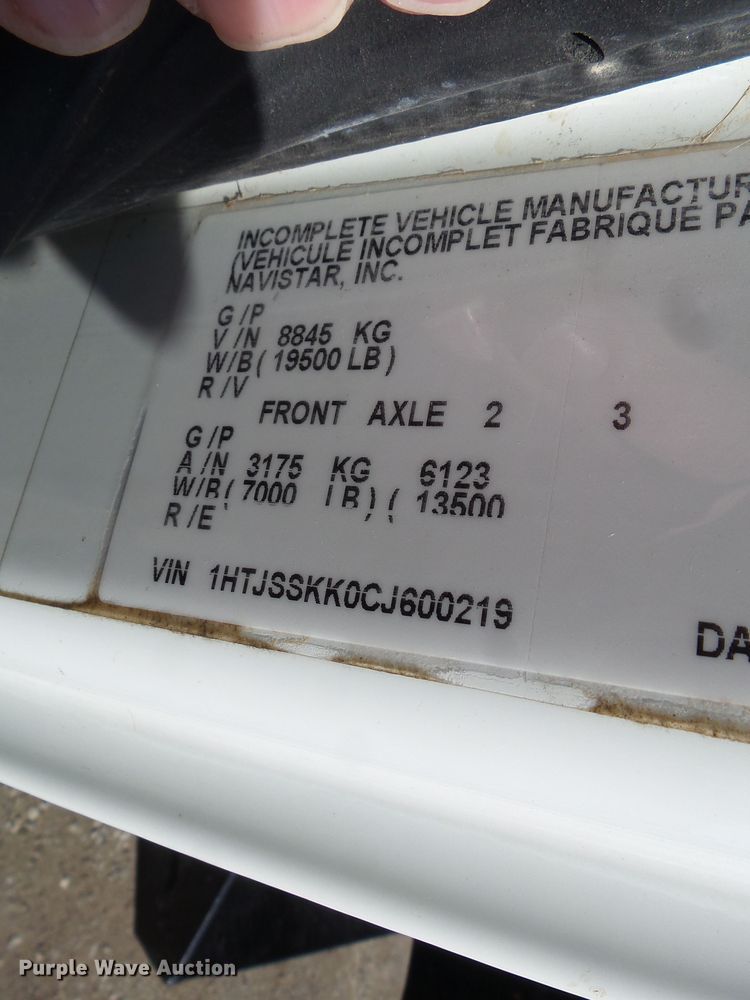 INCOMPLETE VEHICLE MANUFACTUR
(VEHICULE INCOMPLET FABRIQUE PA
NAVISTAR, INC.
G /P
V /N 8845 KG
W/B ( 19500 LB )
R /V
FRONT AXLE 2 3
G /P
A /N 3175 KG 6123
W/B ( 7000 LB ) ( 13500
R /E
VIN 1HTJSSKK0CJ600219
DA
Purple Wave Auction